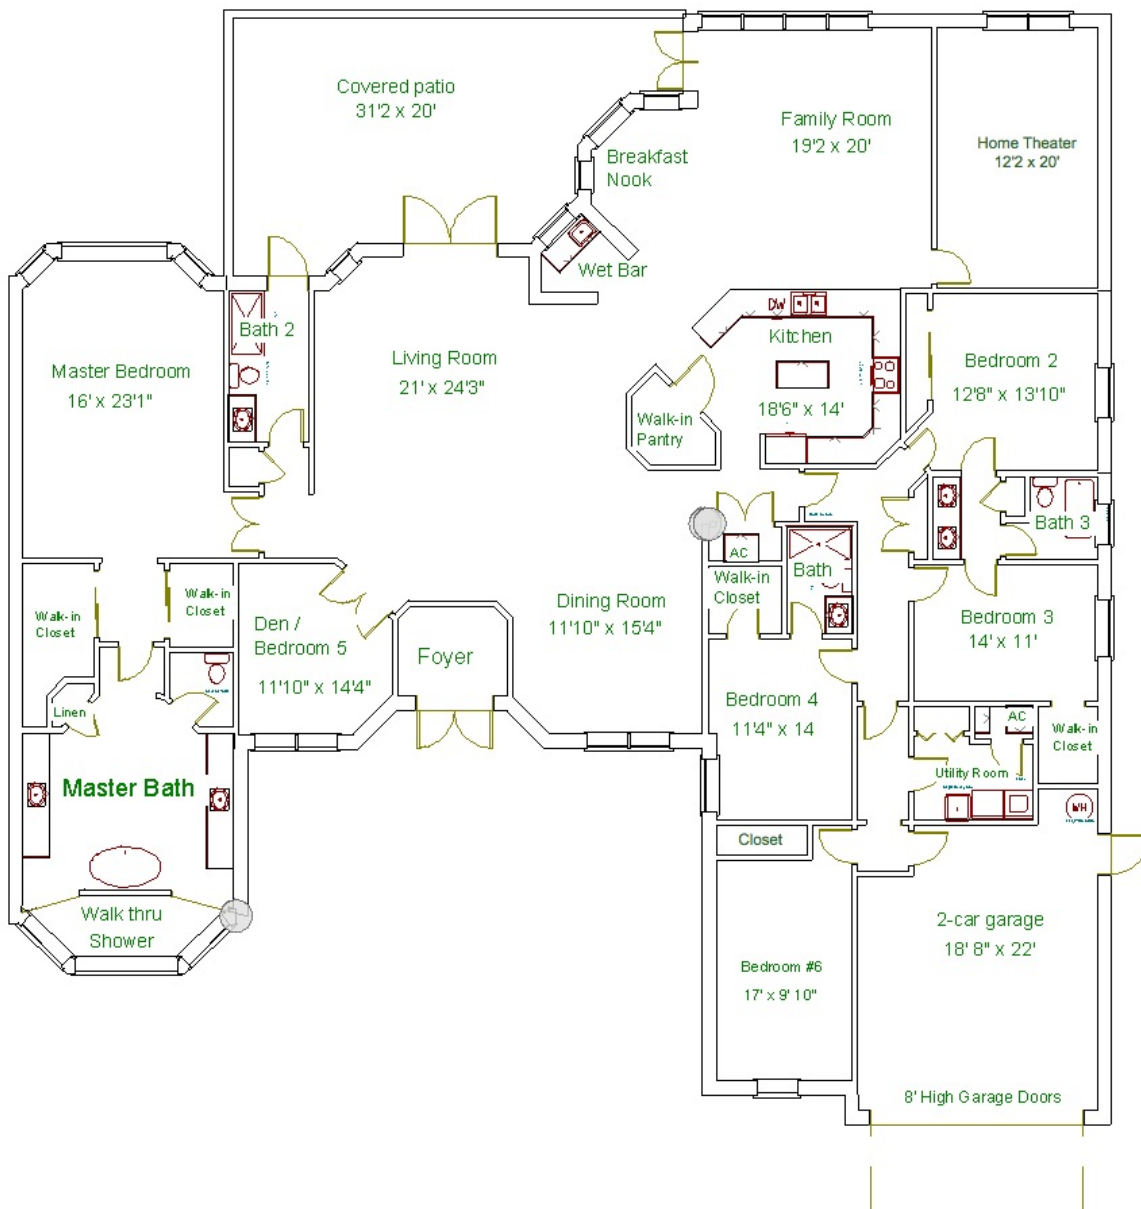 Covered patio
31'2 x 20'
Family Room
19'2 x 20'
Home Theater
12'2 x 20'
Breakfast
Nook
Wet Bar
DW
Kitchen
18'6" x 14'
Bath 2
Living Room
21' x 24'3"
Master Bedroom
16' x 23'1"
Walk-in
Pantry
Bedroom 2
12'8" x 13'10"
Bath 3
AC
Walk-in
Closet
Bath
Walk-in
Closet
Walk-in
Closet
Den /
Bedroom 5
11'10" x 14'4"
Foyer
Dining Room
11'10" x 15'4"
Bedroom 3
14' x 11'
Linen
Bedroom 4
11'4" x 14
AC
Walk-in
Closet
Utility Room
Master Bath
WH
Closet
Walk thru
Shower
2-car garage
18' 8" x 22'
Bedroom #6
17' x 9' 10"
8' High Garage Doors